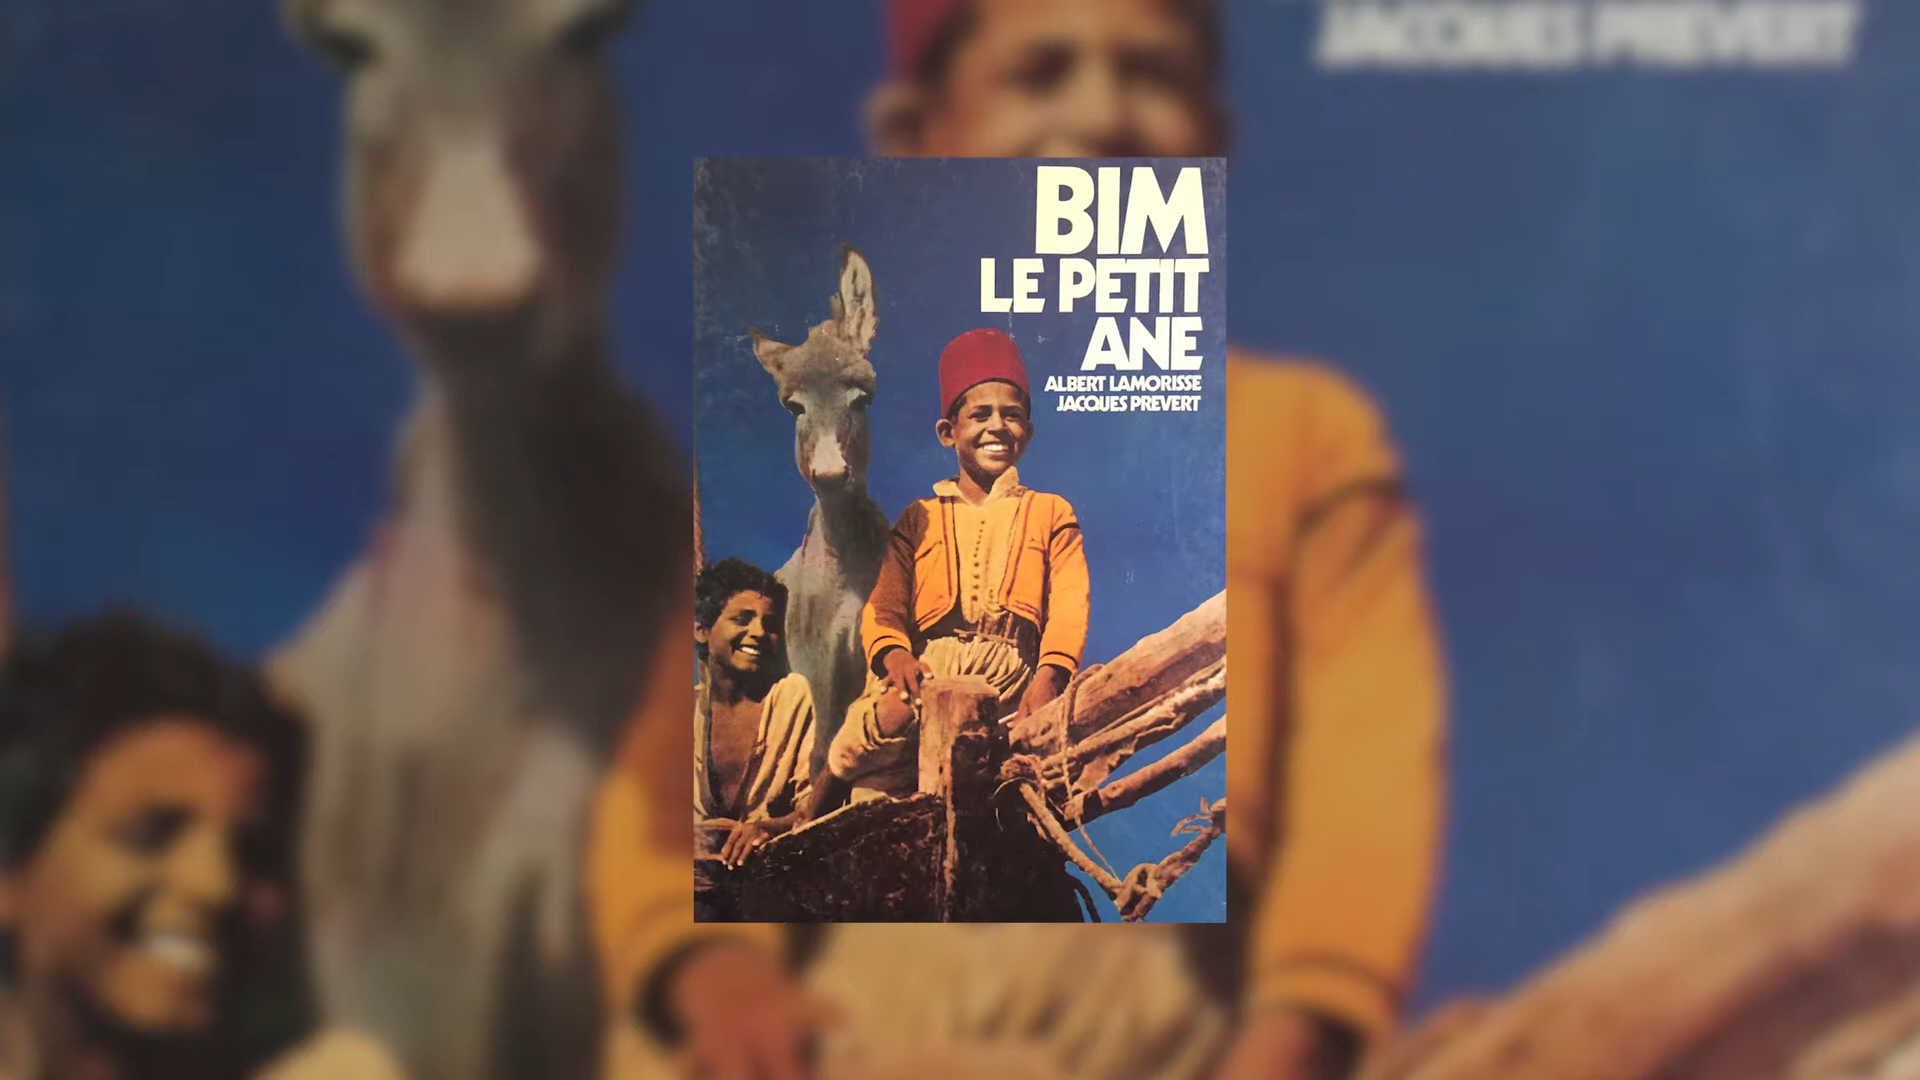 JACQUES PREVERT
BIM
LE PETIT
ANE
ALBERT LAMORISSE
JACQUES PREVERT